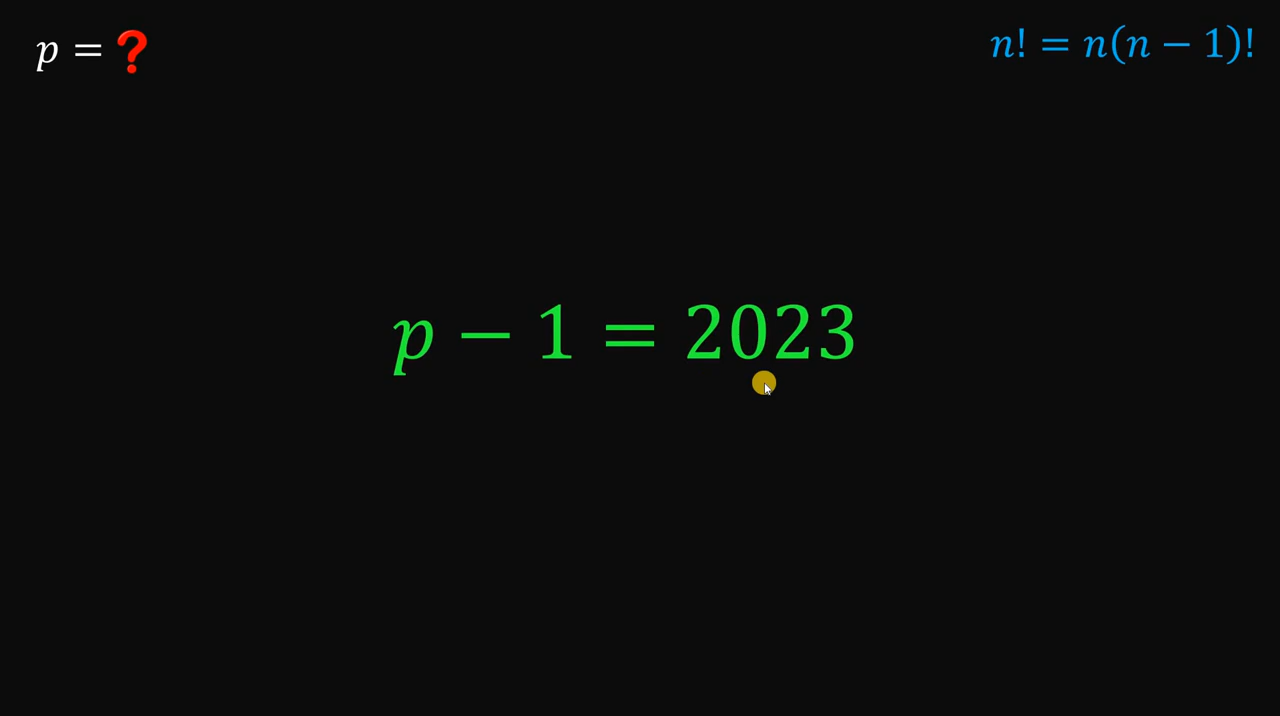 p = ❓
n! = n(n − 1)!
p − 1 = 2023